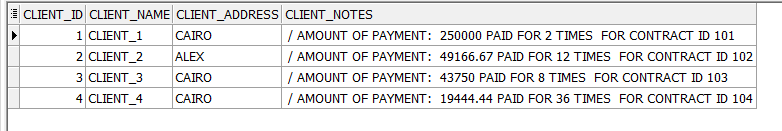 CLIENT_ID CLIENT_NAME CLIENT_ADDRESS CLIENT_NOTES
1 CLIENT_1 CAIRO / AMOUNT OF PAYMENT: 250000 PAID FOR 2 TIMES FOR CONTRACT ID 101
2 CLIENT_2 ALEX / AMOUNT OF PAYMENT: 49166.67 PAID FOR 12 TIMES FOR CONTRACT ID 102
3 CLIENT_3 CAIRO / AMOUNT OF PAYMENT: 43750 PAID FOR 8 TIMES FOR CONTRACT ID 103
4 CLIENT_4 CAIRO / AMOUNT OF PAYMENT: 19444.44 PAID FOR 36 TIMES FOR CONTRACT ID 104